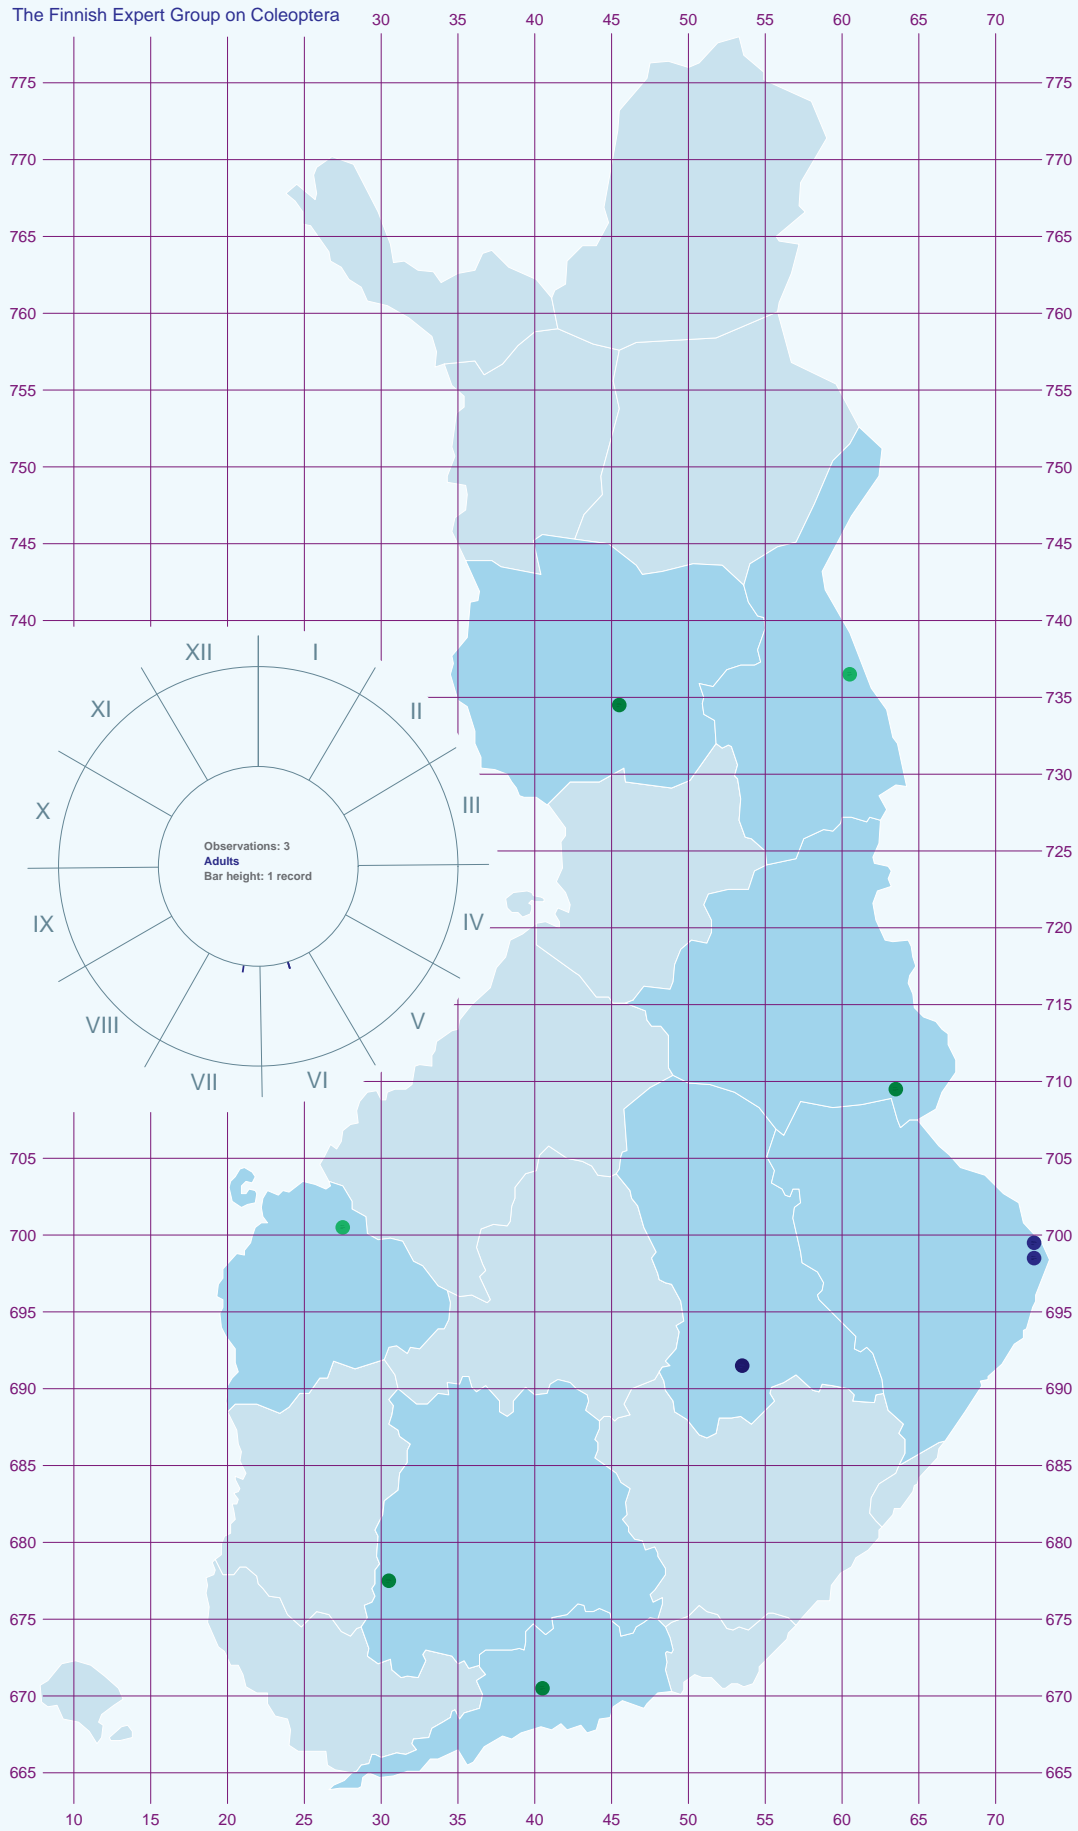 The Finnish Expert Group on Coleoptera
30 35 40 45 50 55 60 65 70
775 775
770 770
765 765
760 760
755 755
750 750
745 745
740 740
XII I
XI II
735
730
X III
Observations: 3
Adults
Bar height: 1 record
725
IX IV
720
VIII V
715
VII VI
710
705 705
700 700
695 695
690 690
685 685
680 680
675 675
670 670
665 665
10 15 20 25 30 35 40 45 50 55 60 65 70